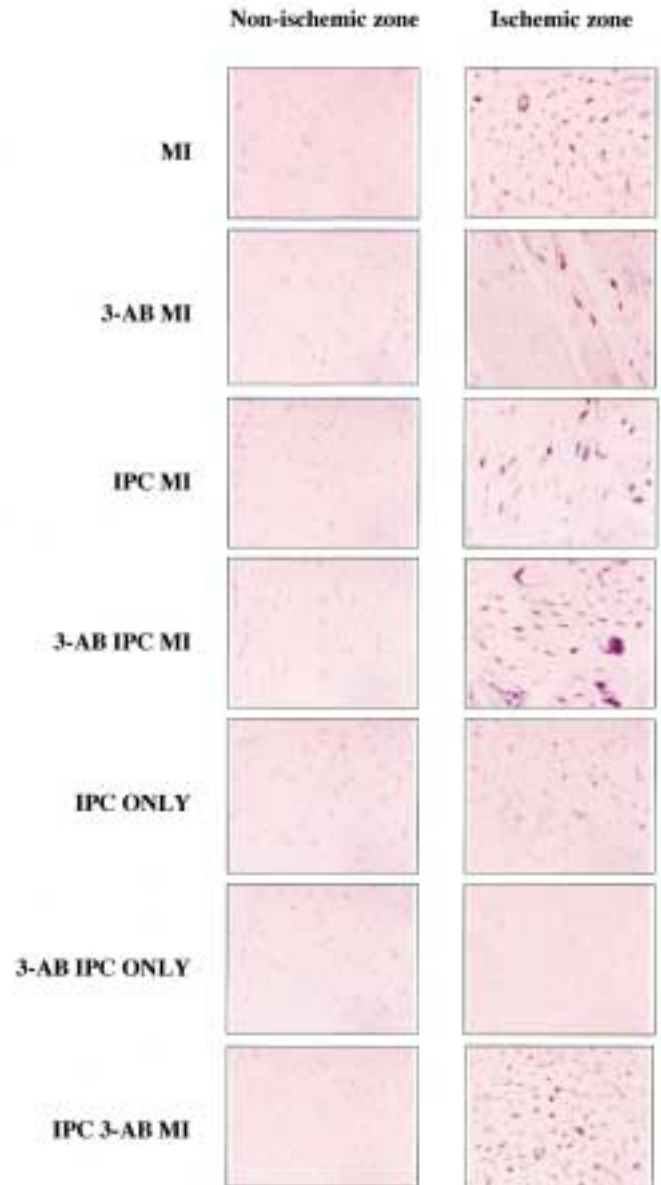 Non-ischemic zone Ischemic zone
MI
3-AB MI
IPC MI
3-AB IPC MI
IPC ONLY
3-AB IPC ONLY
IPC 3-AB MI